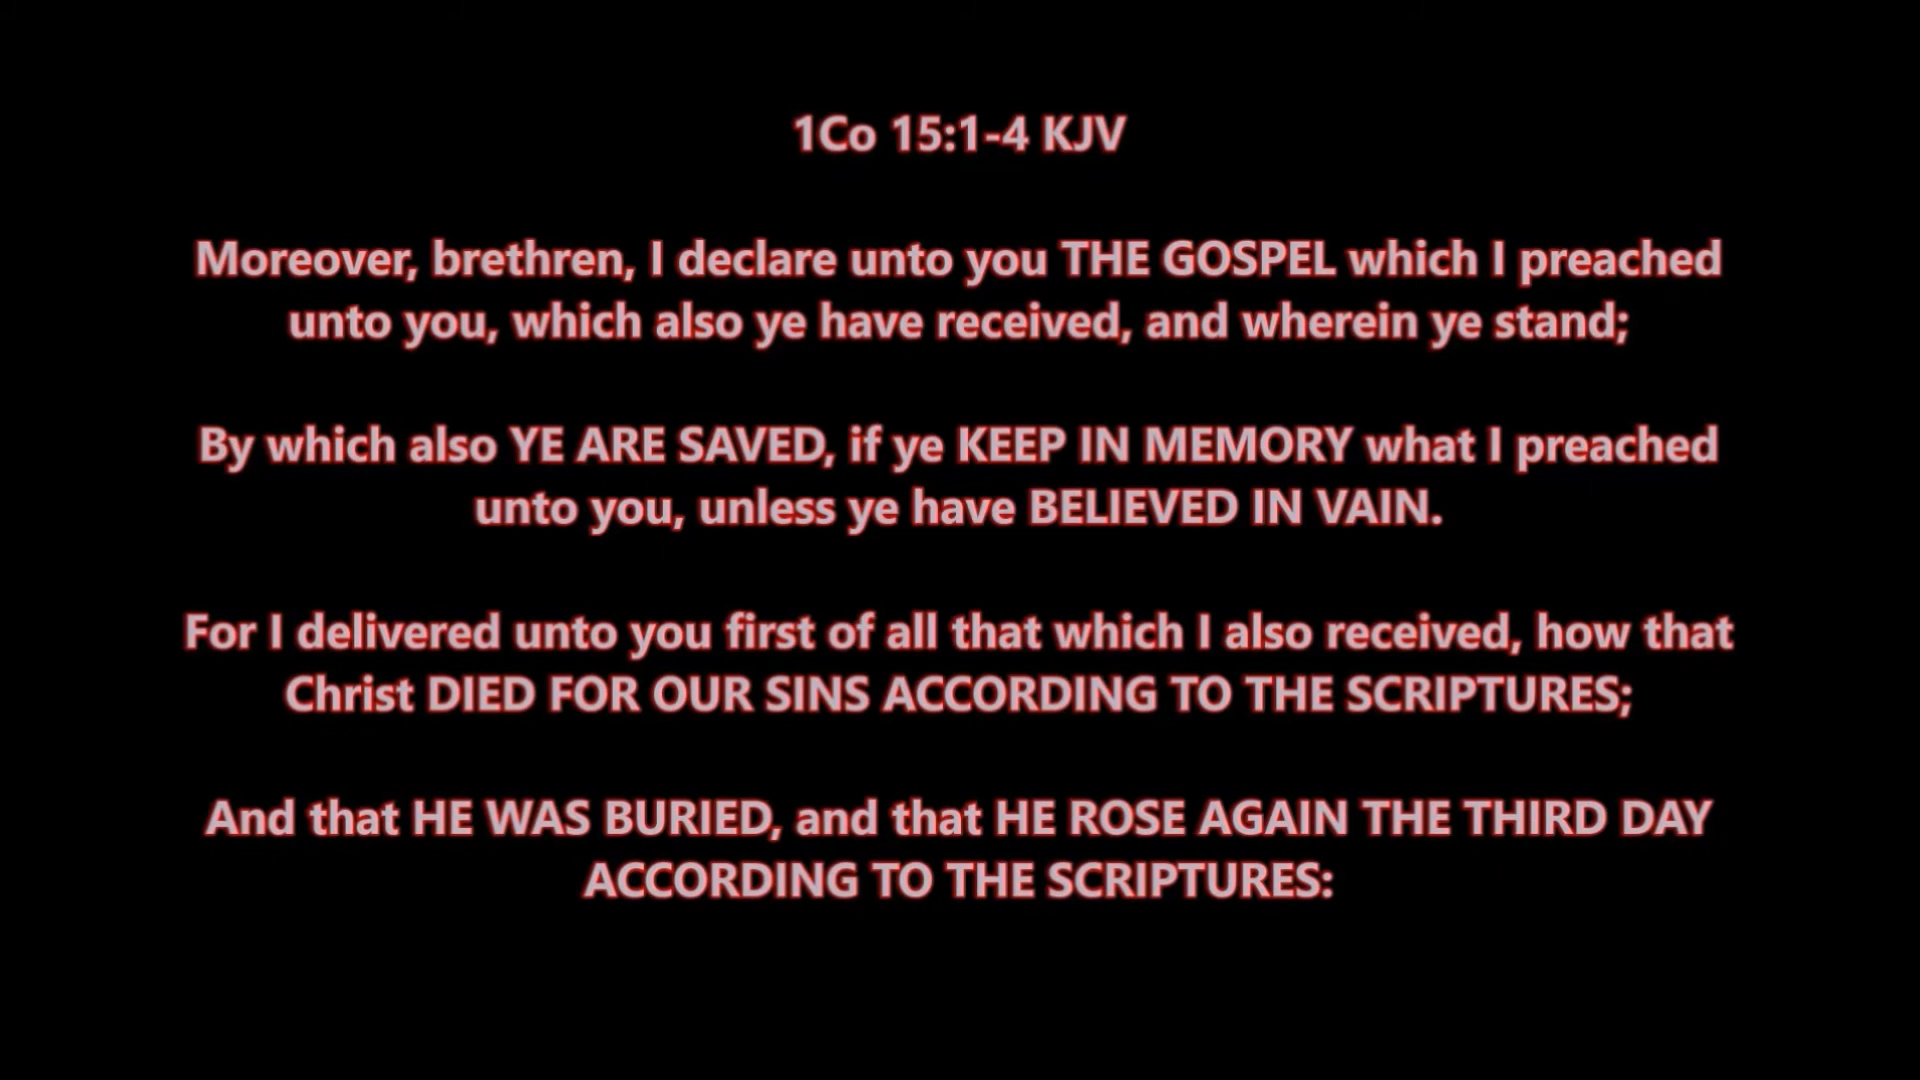 1Co 15:1-4 KJV
Moreover, brethren, I declare unto you THE GOSPEL which I preached
unto you, which also ye have received, and wherein ye stand;
By which also YE ARE SAVED, if ye KEEP IN MEMORY what I preached
unto you, unless ye have BELIEVED IN VAIN.
For I delivered unto you first of all that which I also received, how that
Christ DIED FOR OUR SINS ACCORDING TO THE SCRIPTURES;
And that HE WAS BURIED, and that HE ROSE AGAIN THE THIRD DAY
ACCORDING TO THE SCRIPTURES: